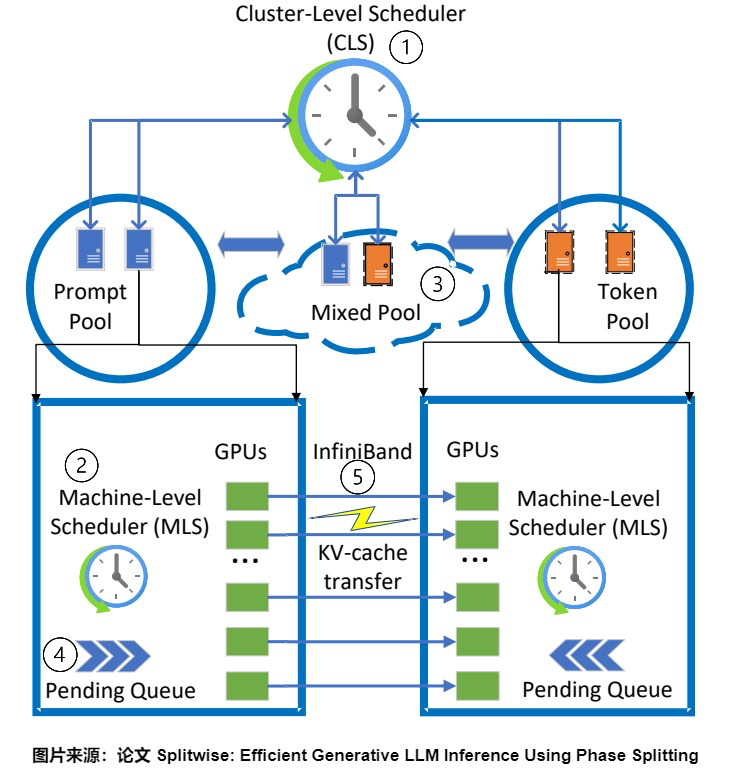 Cluster-Level Scheduler
(CLS) 1
Prompt
Pool
Mixed Pool
3
Token
Pool
2
Machine-Level
Scheduler (MLS)
4
Pending Queue
GPUs
InfiniBand
5
KV-cache
transfer
GPUs
...
...
Machine-Level
Scheduler (MLS)
Pending Queue
图片来源：论文 Splitwise: Efficient Generative LLM Inference Using Phase Splitting